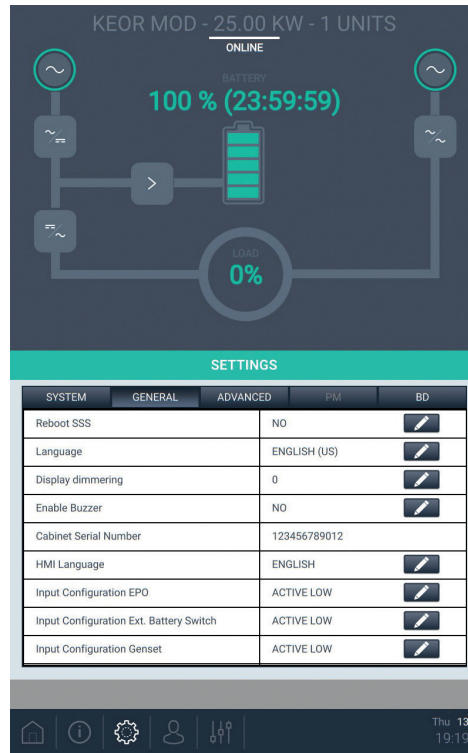 KEOR MOD - 25.00 KW - 1 UNITS
ONLINE
BATTERY
100 % (23:59:59)
LOAD
0%
SETTINGS
SYSTEM GENERAL ADVANCED PM BD
Reboot SSS NO
Language ENGLISH (US)
Display dimmering 0
Enable Buzzer NO
Cabinet Serial Number 123456789012
HMI Language ENGLISH
Input Configuration EPO ACTIVE LOW
Input Configuration Ext. Battery Switch ACTIVE LOW
Input Configuration Genset ACTIVE LOW
Thu 13
19:19